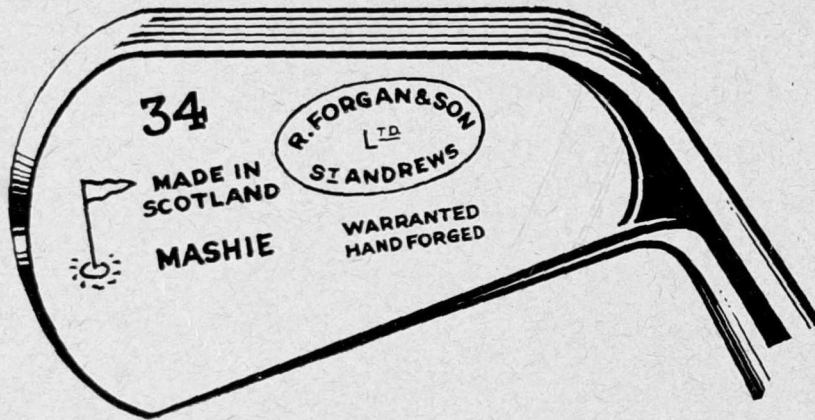 34
R. FORGAN & SON
LTD.
ST ANDREWS
MADE IN
SCOTLAND
MASHIE
WARRANTED
HAND FORGED